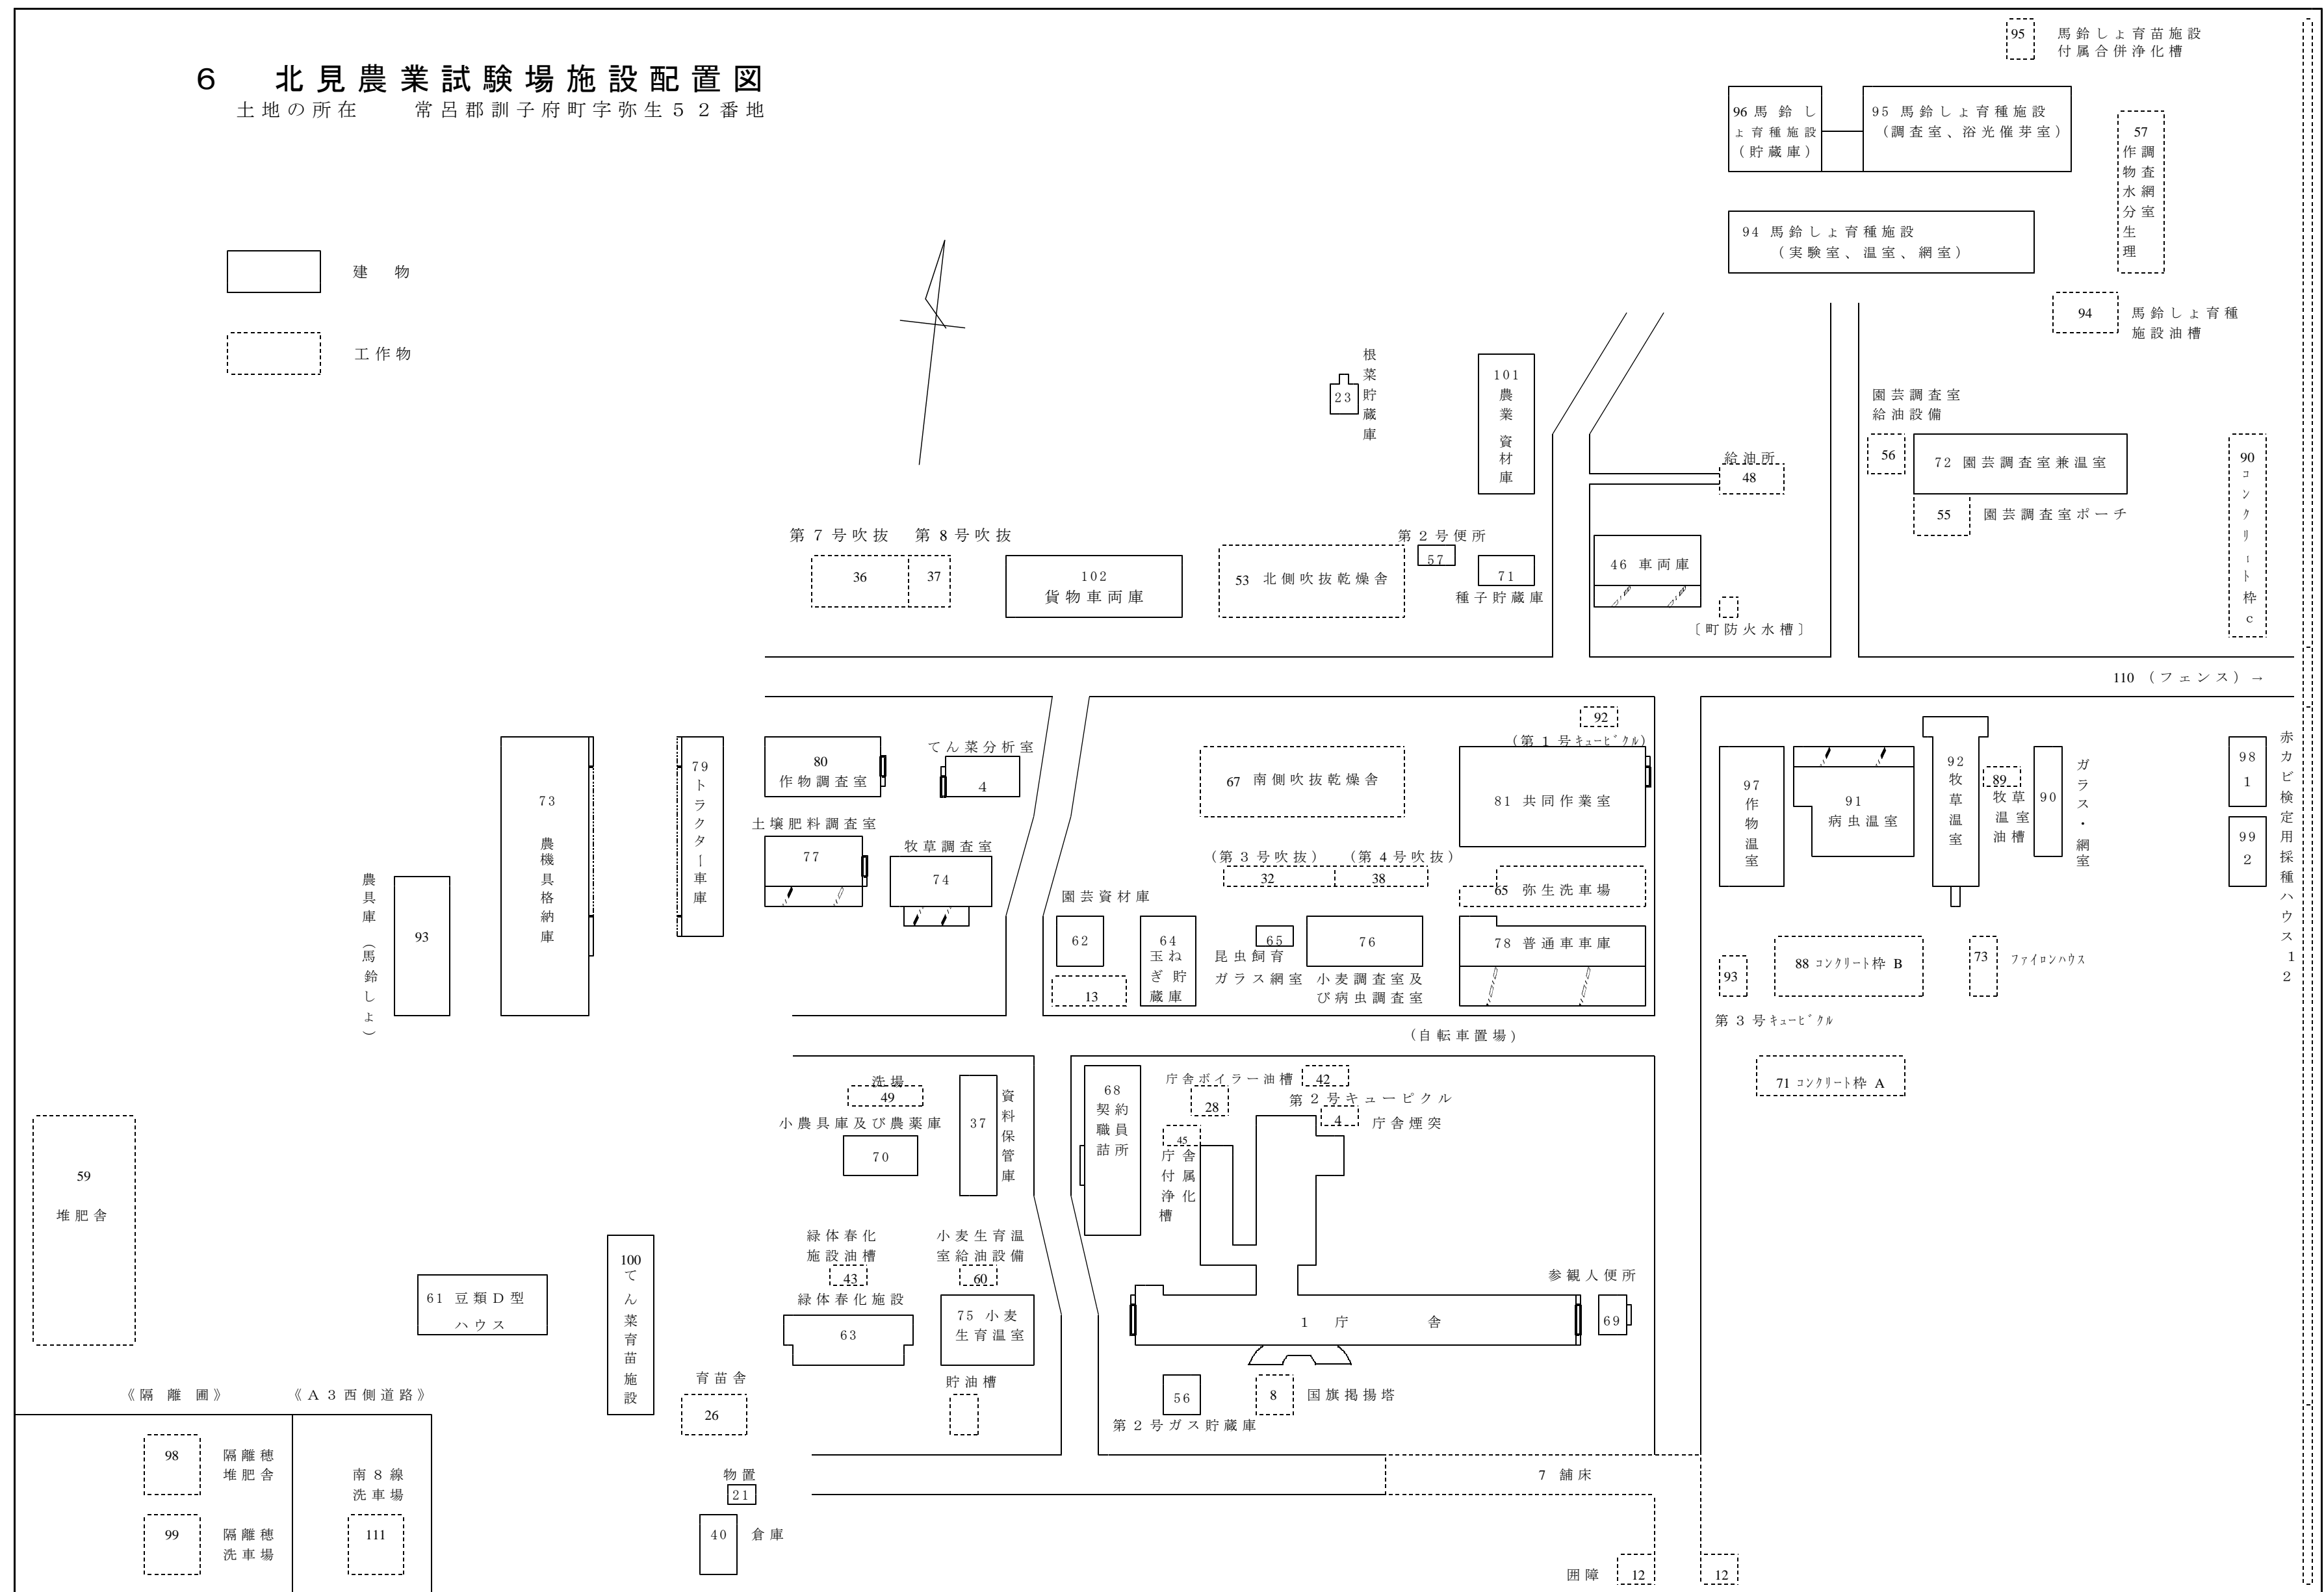 6 北見農業試験場施設配置図
土地の所在 常呂郡訓子府町字弥生５２番地
建 物
工作物
95
馬鈴しょ育苗施設
付属合併浄化槽
96 馬 鈴 し
ょ育種施設
（貯蔵庫）
95 馬鈴しょ育種施設
（調査室、浴光催芽室）
57
作物水分生理
調査網室
94 馬鈴しょ育種施設
（実験室、温室、網室）
94
馬鈴しょ育種
施設油槽
根菜貯蔵庫
23
101
農業 資材庫
園芸調査室
給油設備
56
72 園芸調査室兼温室
55
園芸調査室ポーチ
90
コンクリート枠 c
給油所
48
第７号吹抜
第８号吹抜
36
37
102
貨物車両庫
53 北側吹抜乾燥舎
第２号便所
57
71
種子貯蔵庫
46 車両庫
〔町防火水槽〕
110 （フェンス）→
73
農機具格納庫
79
トラクター車庫
80
作物調査室
てん菜分析室
4
土壌肥料調査室
77
牧草調査室
74
農具庫（馬鈴しょ）
93
92
(第１号キュービクル)
67 南側吹抜乾燥舎
81 共同作業室
(第３号吹抜)
(第４号吹抜)
32
38
65 弥生洗車場
園芸資材庫
62
13
64
玉ね
ぎ貯
蔵庫
65
昆虫飼育
ガラス網室
76
小麦調査室及
び病虫調査室
78 普通車車庫
97
作物温室
91
病虫温室
92
牧草温室
89
牧草
温室
油槽
90
ガラス・網室
98
1
99
2
赤カビ検定用採種ハウス１２
93
第３号キュービクル
88 コンクリート枠 B
73
ファイロンハウス
71 コンクリート枠 A
(自転車置場)
洗場
49
小農具庫及び農薬庫
70
37
資料保管庫
68
契約
職員
詰所
庁舎ボイラー油槽
42
28
第２号キュービクル
4
庁舎煙突
45
庁舎
付属
浄化
槽
59
堆肥舎
61 豆類Ｄ型
ハウス
100
てん菜育苗施設
緑体春化
施設油槽
43
緑体春化施設
63
小麦生育温
室給油設備
60
75 小麦
生育温室
参観人便所
69
1 庁 舎
育苗舎
26
貯油槽
56
第２号ガス貯蔵庫
8
国旗掲揚塔
《隔 離 圃》
《Ａ３西側道路》
98
隔離穂
堆肥舎
99
隔離穂
洗車場
南８線
洗車場
111
物置
21
40
倉庫
7 舗床
囲障
12
12